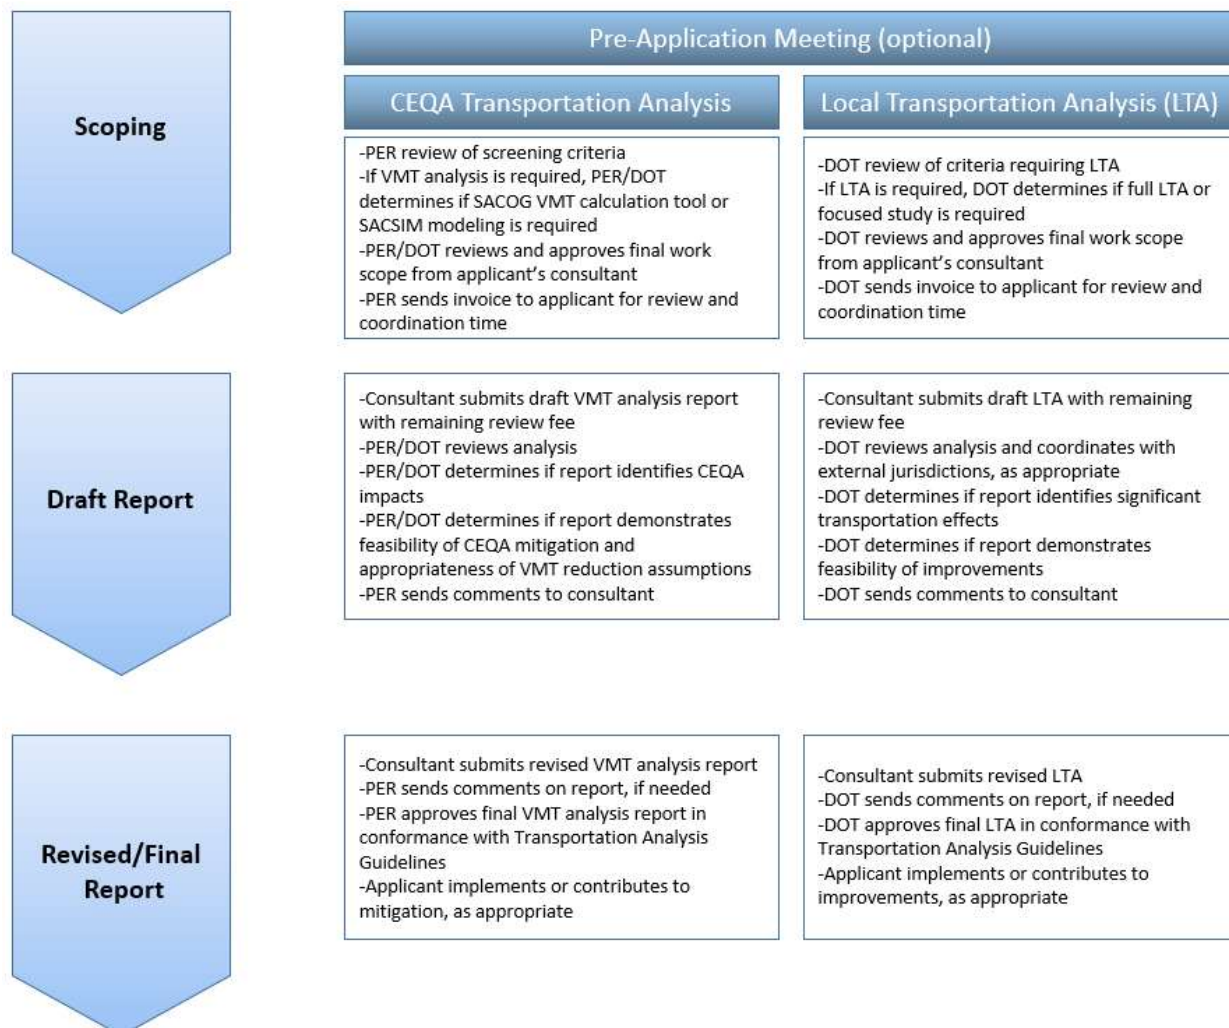 Scoping
Pre-Application Meeting (optional)
CEQA Transportation Analysis
-PER review of screening criteria
-If VMT analysis is required, PER/DOT
determines if SACOG VMT calculation tool or
SACSIM modeling is required
-PER/DOT reviews and approves final work
scope from applicant's consultant
-PER sends invoice to applicant for review and
coordination time
Local Transportation Analysis (LTA)
-DOT review of criteria requiring LTA
-If LTA is required, DOT determines if full LTA or
focused study is required
-DOT reviews and approves final work scope
from applicant's consultant
-DOT sends invoice to applicant for review and
coordination time
Draft Report
-Consultant submits draft VMT analysis report
with remaining review fee
-PER/DOT reviews analysis
-PER/DOT determines if report identifies CEQA
impacts
-PER/DOT determines if report demonstrates
feasibility of CEQA mitigation and
appropriateness of VMT reduction assumptions
-PER sends comments to consultant
-Consultant submits draft LTA with remaining
review fee
-DOT reviews analysis and coordinates with
external jurisdictions, as appropriate
-DOT determines if report identifies significant
transportation effects
-DOT determines if report demonstrates
feasibility of improvements
-DOT sends comments to consultant
Revised/Final
Report
-Consultant submits revised VMT analysis report
-PER sends comments on report, if needed
-PER approves final VMT analysis report in
conformance with Transportation Analysis
Guidelines
-Applicant implements or contributes to
mitigation, as appropriate
-Consultant submits revised LTA
-DOT sends comments on report, if needed
-DOT approves final LTA in conformance with
Transportation Analysis Guidelines
-Applicant implements or contributes to
improvements, as appropriate